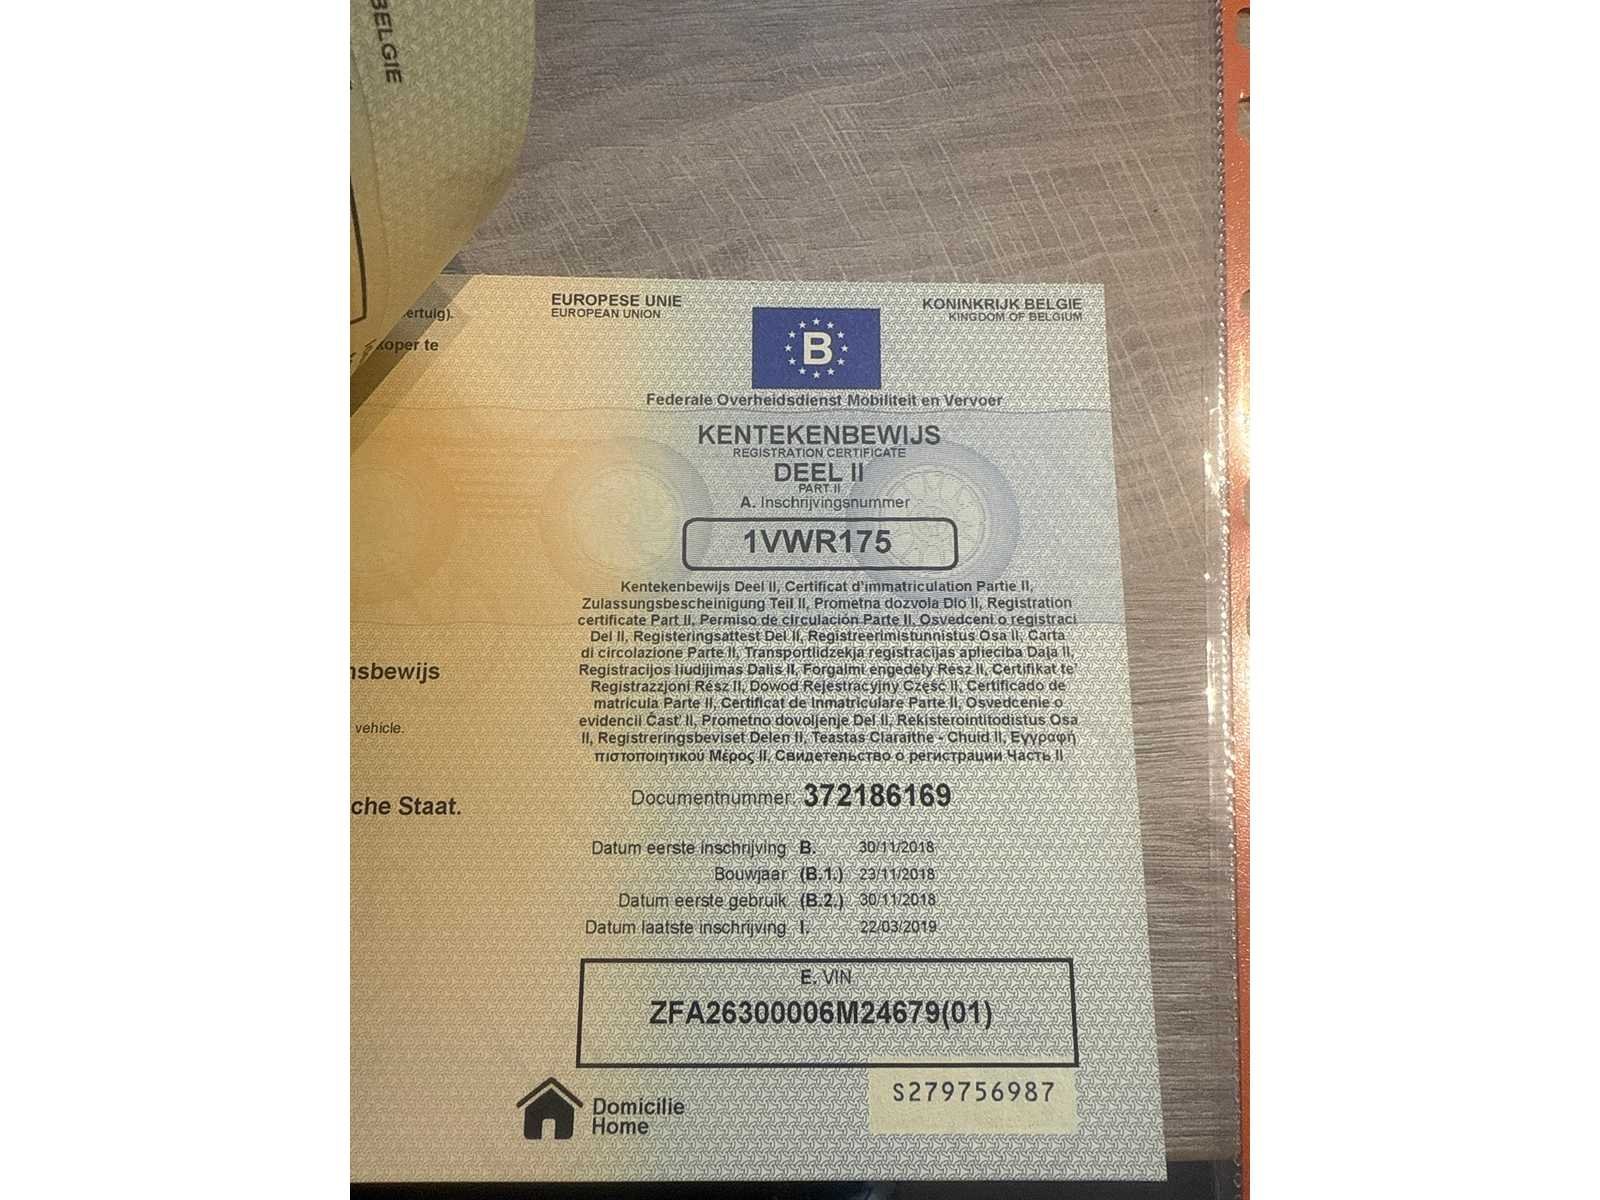 BELGIE
ertuig).
koper te
nsbewijs
vehicle.
che Staat.
EUROPESE UNIE
EUROPEAN UNION
KONINKRIJK BELGIE
KINGDOM OF BELGIUM
B
Federale Overheidsdienst Mobiliteit en Vervoer
KENTEKENBEWIJS
REGISTRATION CERTIFICATE
DEEL II
PART II
A. Inschrijvingsnummer
1VWR175
Kentekenbewijs Deel II, Certificat d'immatriculation Partie II,
Zulassungsbescheinigung Teil II, Prometna dozvola Dio II, Registration
certificate Part II, Permiso de circulación Parte II, Osvedceni o registraci
Del II, Registeringsattest Del II, Registreerimistunnistus Osa II, Carta
di circolazione Parte II, Transportlidzekja registracijas aplieciba Daļa II,
Registracijos liudijimas Dalis II, Forgalmi engedély Rész II, Certifikat te'
Registrazzjoni Rész II, Dowod Rejestracyjny Część II, Certificado de
matrícula Parte II, Certificat de Inmatriculare Parte II, Osvedcenie o
evidencii Časť II, Prometno dovoljenje Del II, Rekisterointitodistus Osa
II, Registreringsbeviset Delen II, Teastas Claraithe - Chuid II, Εγγραφή
πιστοποιητικού Μέρος II, Свидетельство о регистрации Часть II
Documentnummer: 372186169
Datum eerste inschrijving B. 30/11/2018
Bouwjaar (B.1.) 23/11/2018
Datum eerste gebruik (B.2.) 30/11/2018
Datum laatste inschrijving I. 22/03/2019
E. VIN
ZFA26300006M24679(01)
S279756987
Domicilie
Home